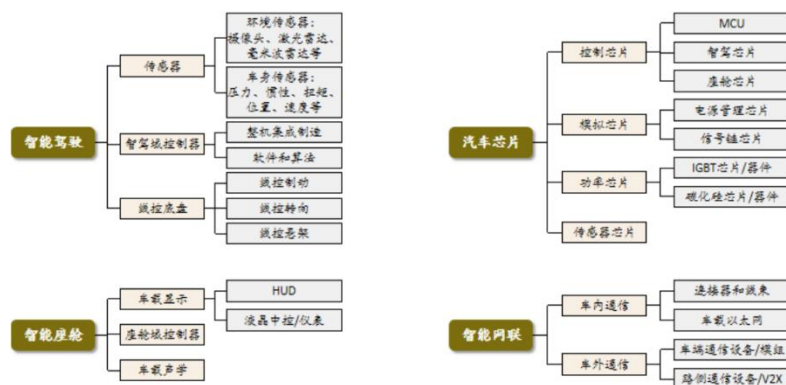 智能驾驶
传感器
环境传感器：
摄像头、激光雷达、
毫米波雷达等
车身传感器：
压力、惯性、扭矩、
位置、速度等
智驾域控制器
整机集成制造
软件和算法
线控底盘
线控制动
线控转向
线控悬架
汽车芯片
控制芯片
MCU
智驾芯片
座舱芯片
模拟芯片
电源管理芯片
信号链芯片
功率芯片
IGBT芯片/器件
碳化硅芯片/器件
传感器芯片
智能座舱
车载显示
HUD
液晶中控/仪表
座舱域控制器
车载声学
智能网联
车内通信
连接器和线束
车载以太网
车外通信
车端通信设备/模组
路侧通信设备/V2X